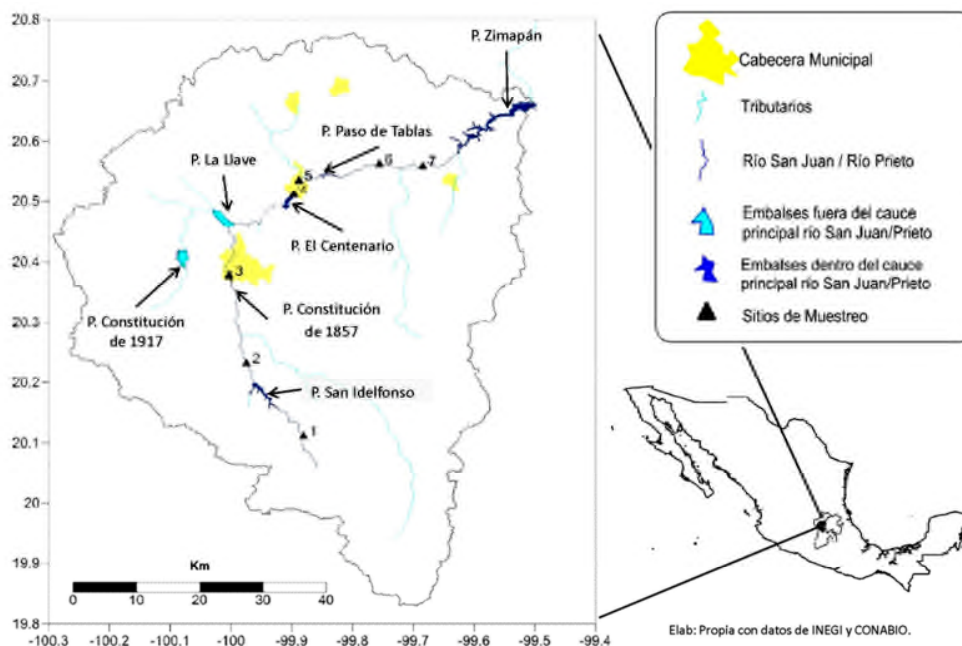 20.8
20.7
20.6
20.5
20.4
20.3
20.2
20.1
20
19.9
19.8
-100.3
-100.2
-100.1
-100
-99.9
-99.8
-99.7
-99.6
-99.5
-99.4
P. Zimapán
P. Paso de Tablas
P. La Llave
6
7
5
4
P. El Centenario
3
P. Constitución
de 1917
P. Constitución
de 1857
2
P. San Idelfonso
1
Km
0
10
20
30
40
Cabecera Municipal
Tributarios
Río San Juan / Río Prieto
Embalses fuera del cauce
principal río San Juan/Prieto
Embalses dentro del cauce
principal río San Juan/Prieto
Sitios de Muestreo
Elab: Propia con datos de INEGI y CONABIO.